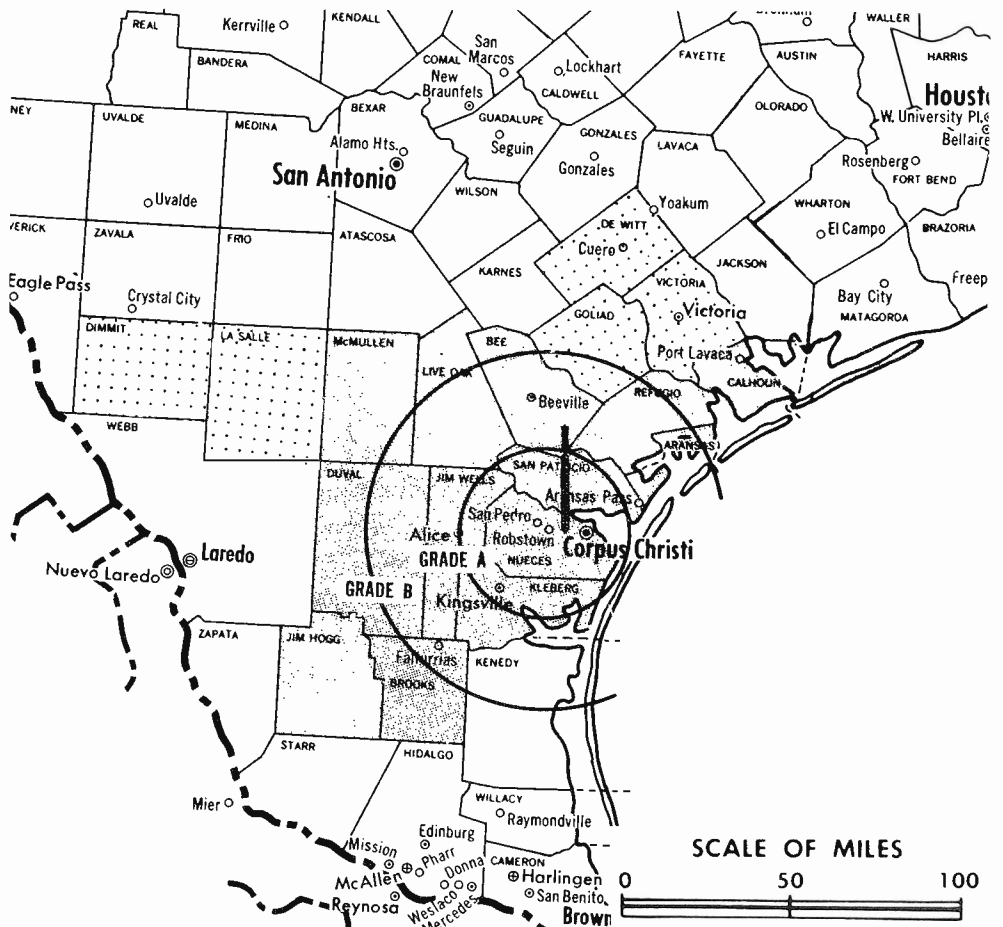 REAL
Kerrville
KENDALL
WALLER
BANDERA
COMAL
San
Marcos
New
Braunfels
Lockhart
CALDWELL
FAYETTE
AUSTIN
HARRIS
NEY
UVALDE
MEDINA
BEXAR
GUADALUPE
Seguin
GONZALES
Gonzales
OLORADO
LAVACA
Houst
W. University Pl.
Bellaire
Alamo Hts.
San Antonio
Rosenberg
FORT BEND
Uvalde
WILSON
Yoakum
WHARTON
El Campo
BRAZORIA
VERICK
ZAVALA
FRIO
ATASCOSA
DE WITT
Cuero
KARNES
JACKSON
Eagle Pass
Crystal City
VICTORIA
Victoria
Bay City
MATAGORDA
Freep
DIMMIT
LA SALLE
McMULLEN
GOLIAD
BEE
Port Lavaca
LIVE OAK
CALHOUN
REFUGIO
Beeville
WEBB
ARANSAS
SAN PATRICIO
DUVAL
JIM WELLS
Aransas Pass
San Pedro
Alice
Robstown
Corpus Christi
GRADE A
NUECES
Laredo
Nuevo Laredo
GRADE B
KLEBERG
Kingsville
ZAPATA
JIM HOGG
Falfurrias
KENEDY
BROOKS
STARR
HIDALGO
WILLACY
Raymondville
Mier
Edinburg
Mission
Pharr
McAllen
Donna
CAMERON
Harlingen
Reynosa
Weslaco
Mercedes
San Benito
Brown
SCALE OF MILES
0 50 100